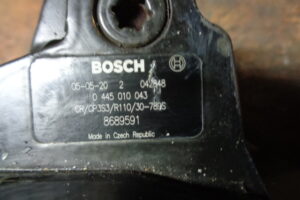 BOSCH
05-05-20 2 042848
0 445 010 043
CR/CP3S3/R110/30-789S
8689591
Made in Czech Republic